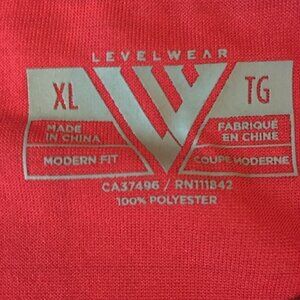 LEVELWEAR
XL TG
MADE IN CHINA
FABRIQUÉ EN CHINE
MODERN FIT
COUPE MODERNE
CA37496 / RN111842
100% POLYESTER